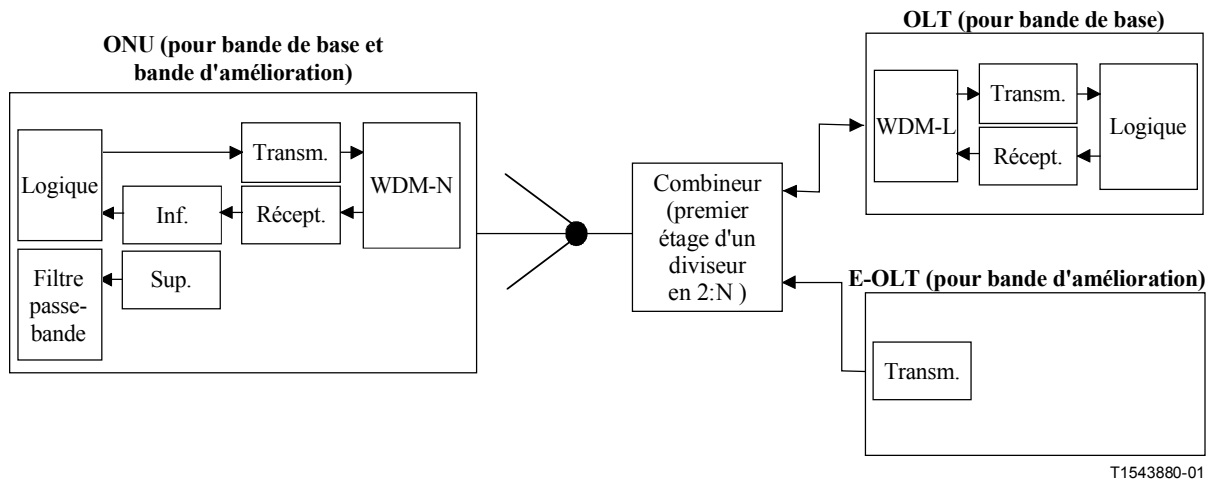 ONU (pour bande de base et
bande d'amélioration)
Logique
Transm.
WDM-N
Inf.
Récept.
Filtre
passe-
bande
Sup.
Combineur
(premier
étage d'un
diviseur
en 2:N )
OLT (pour bande de base)
WDM-L
Transm.
Récept.
Logique
E-OLT (pour bande d'amélioration)
Transm.
T1543880-01